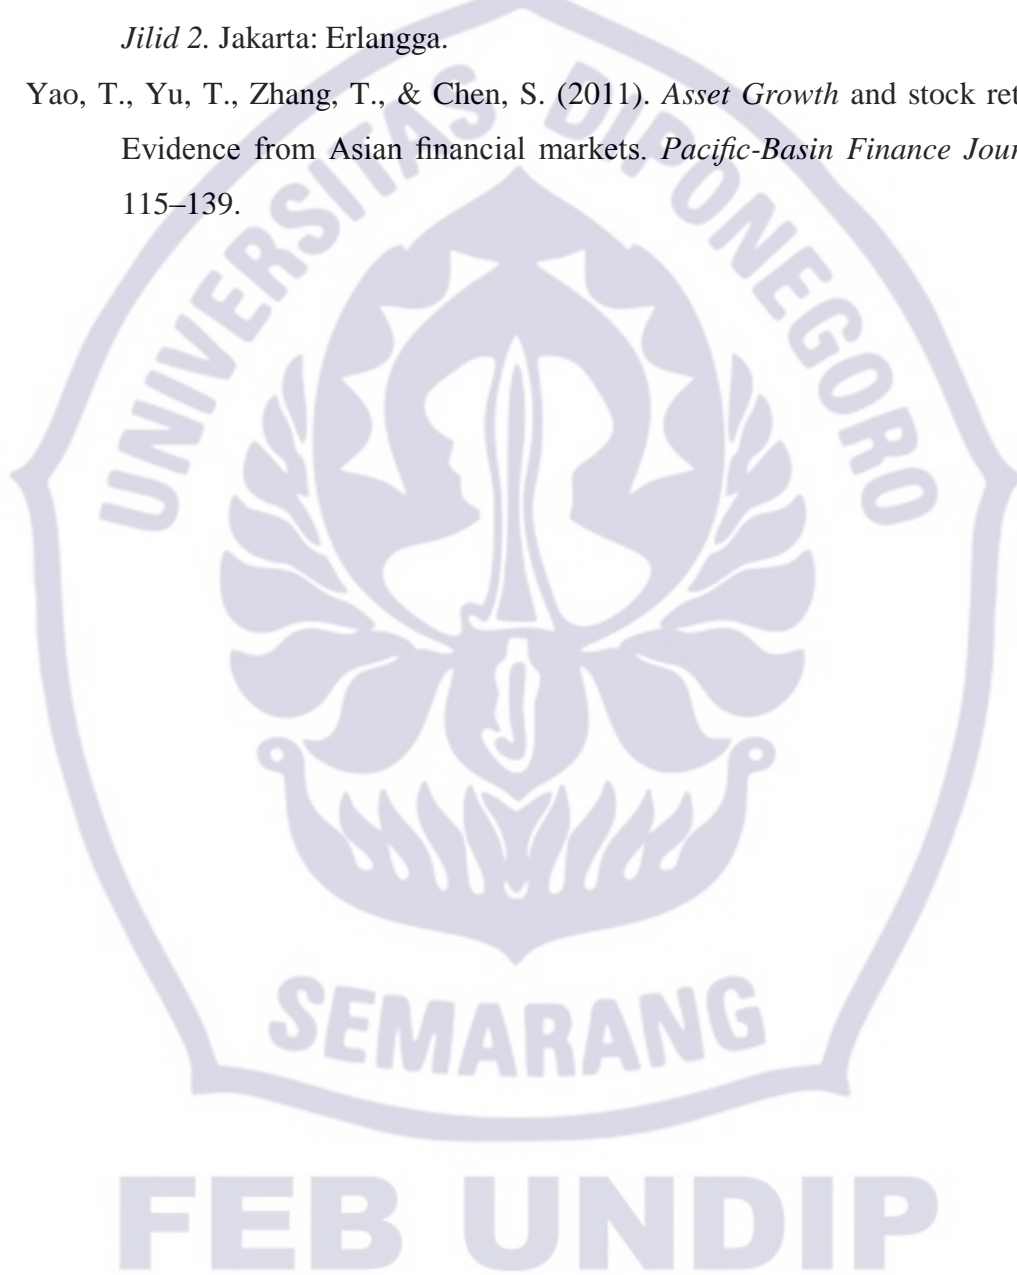 Jilid 2. Jakarta: Erlangga.
Yao, T., Yu, T., Zhang, T., & Chen, S. (2011). Asset Growth and stock ret
Evidence from Asian financial markets. Pacific-Basin Finance Jour
115–139.
UNIVERSITAS DIPONEGORO
SEMARANG
FEB UNDIP